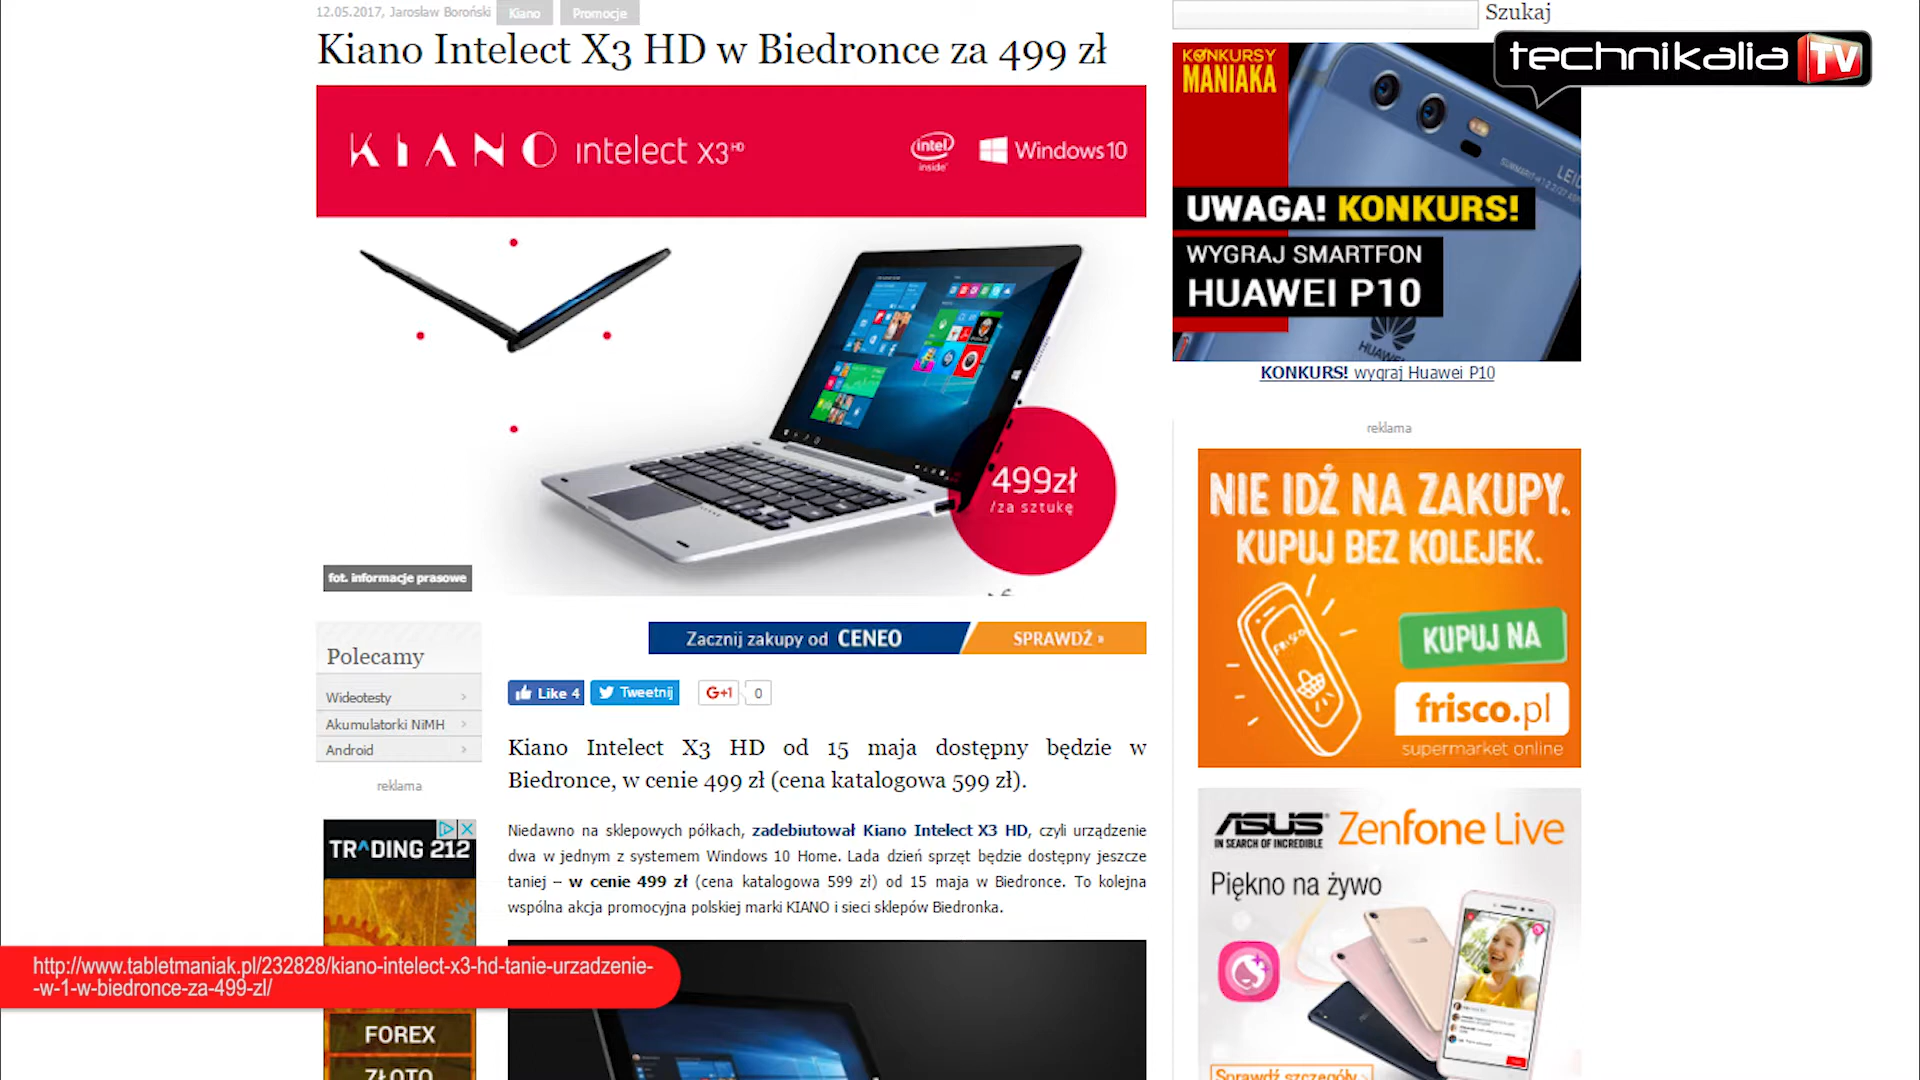 12.05.2017, Jarosław Boroński Kiano Promocje
Kiano Intelect X3 HD w Biedronce za 499 zł
KIANO intelect x3 HD
intel inside
Windows 10
499zł
/za sztukę
fot. informacje prasowe
Zacznij zakupy od CENEO SPRAWDŹ »
Polecamy
Wideotesty
Akumulatorki NiMH
Android
reklama
TRADING 212
FOREX
ZŁOTO
Like 4 Tweetnij G+1 0
Kiano Intelect X3 HD od 15 maja dostępny będzie w
Biedronce, w cenie 499 zł (cena katalogowa 599 zł).
Niedawno na sklepowych półkach, zadebiutował Kiano Intelect X3 HD, czyli urządzenie
dwa w jednym z systemem Windows 10 Home. Lada dzień sprzęt będzie dostępny jeszcze
taniej – w cenie 499 zł (cena katalogowa 599 zł) od 15 maja w Biedronce. To kolejna
wspólna akcja promocyjna polskiej marki KIANO i sieci sklepów Biedronka.
http://www.tabletmaniak.pl/232828/kiano-intelect-x3-hd-tanie-urzadzenie-
-w-1-w-biedronce-za-499-zl/
Szukaj
technikalia TV
KONKURSY
MANIAKA
UWAGA! KONKURS!
WYGRAJ SMARTFON
HUAWEI P10
HUAWEI
KONKURS! wygraj Huawei P10
reklama
NIE IDŹ NA ZAKUPY.
KUPUJ BEZ KOLEJEK.
FRISCO
KUPUJ NA
frisco.pl
supermarket online
ASUS Zenfone Live
IN SEARCH OF INCREDIBLE
Piękno na żywo
Sprawdź szczegóły